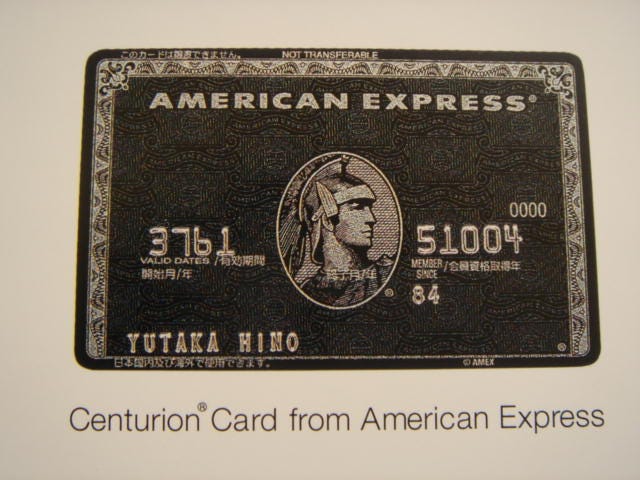 このカードは譲渡できません。 NOT TRANSFERABLE
AMERICAN EXPRESS®
0000
3761 51004
VALID DATES /有効期間 MEMBER SINCE /会員資格取得年
開始月/年 終了月/年 84
®
YUTAKA HINO ®
日本国内及び海外で使用できます。 © AMEX
Centurion® Card from American Express